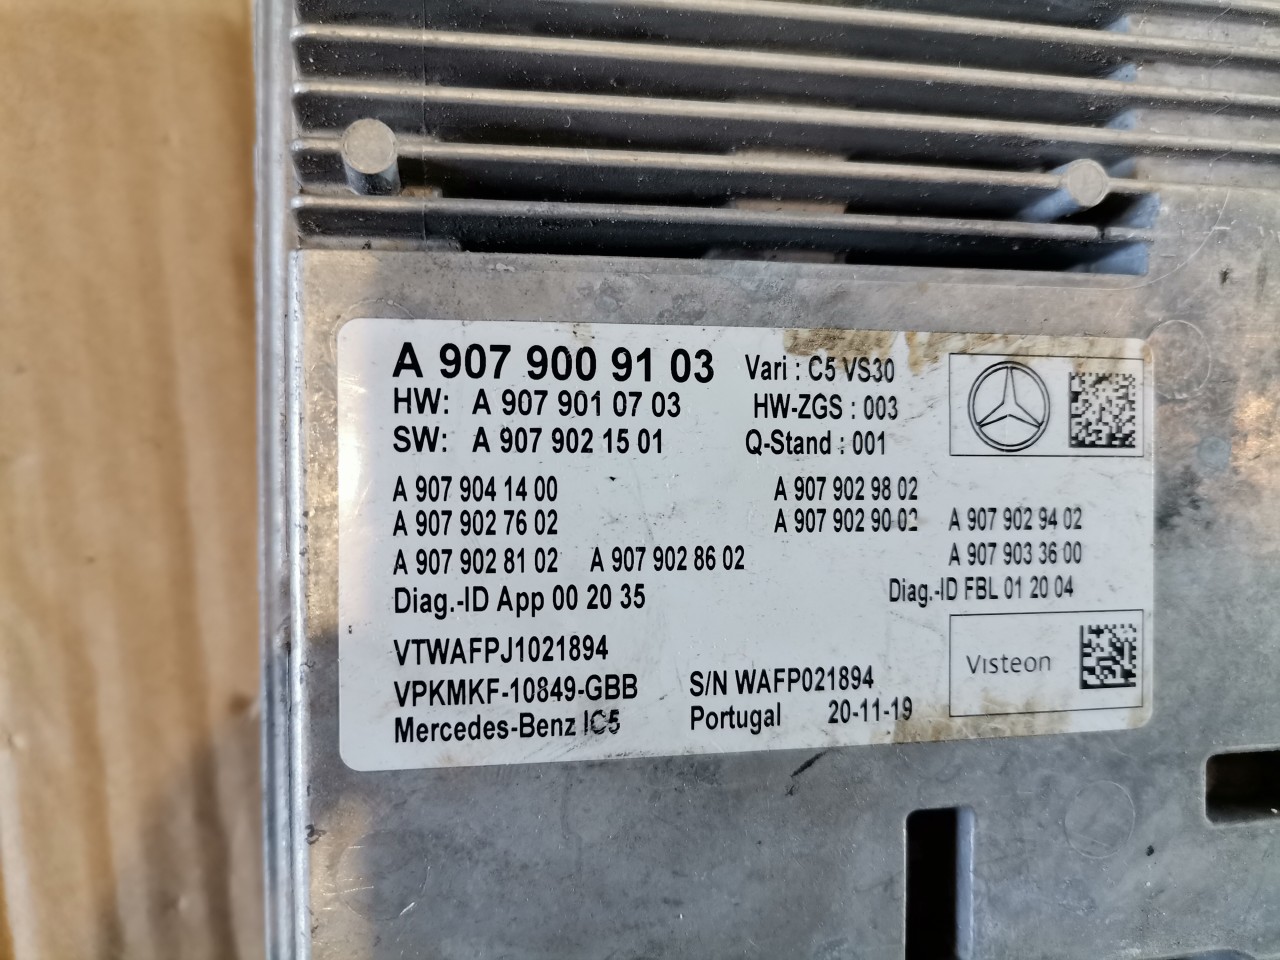 A 907 900 91 03 Vari : C5 VS30
HW: A 907 901 07 03 HW-ZGS : 003
SW: A 907 902 15 01 Q-Stand : 001
A 907 904 14 00 A 907 902 98 02
A 907 902 76 02 A 907 902 90 02 A 907 902 94 02
A 907 902 81 02 A 907 902 86 02 A 907 903 36 00
Diag.-ID App 00 20 35 Diag.-ID FBL 01 20 04
VTWAFPJ1021894
Visteon
VPKMKF-10849-GBB S/N WAFP021894
Mercedes-Benz IC5 Portugal 20-11-19